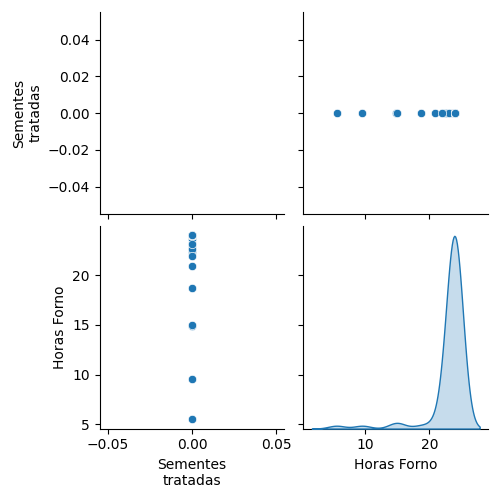 0.04
0.02
0.00
−0.02
−0.04
Sementes
tratadas
20
15
10
5
Horas Forno
−0.05 0.00 0.05
Sementes
tratadas
10 20
Horas Forno